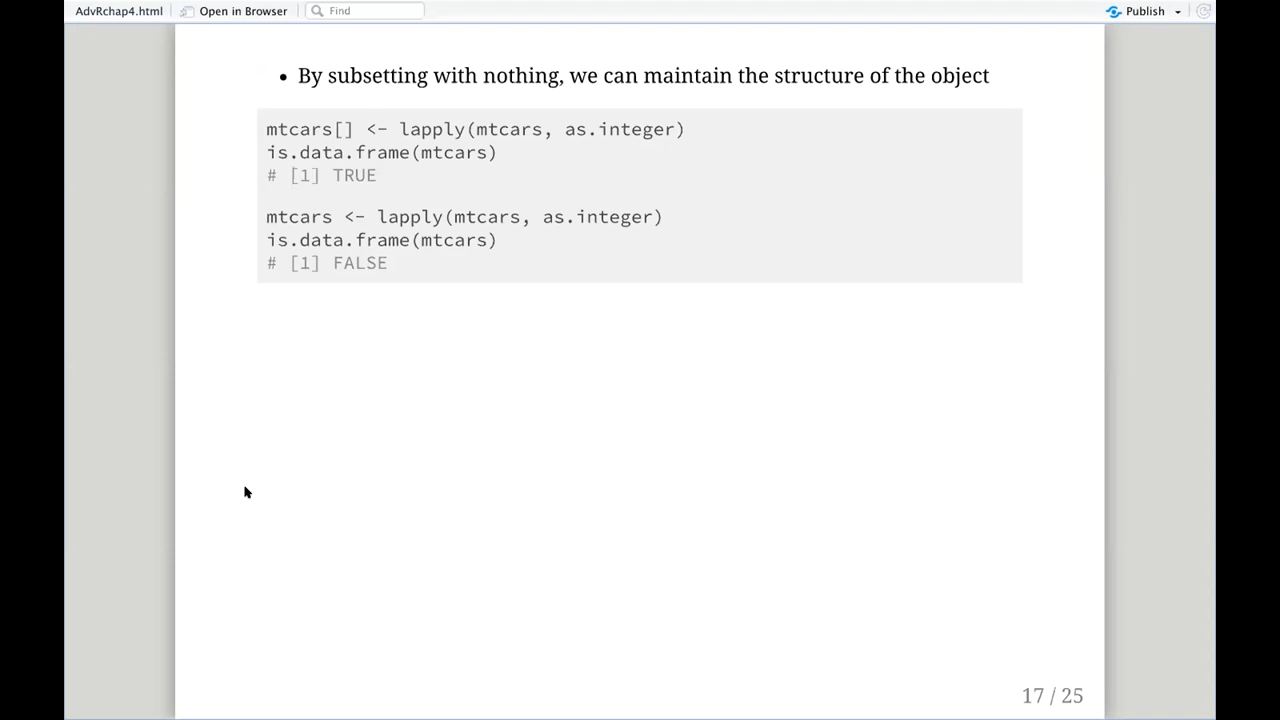 AdvRchap4.html Open in Browser Find Publish
• By subsetting with nothing, we can maintain the structure of the object
mtcars[] <- lapply(mtcars, as.integer)
is.data.frame(mtcars)
# [1] TRUE
mtcars <- lapply(mtcars, as.integer)
is.data.frame(mtcars)
# [1] FALSE
17 / 25